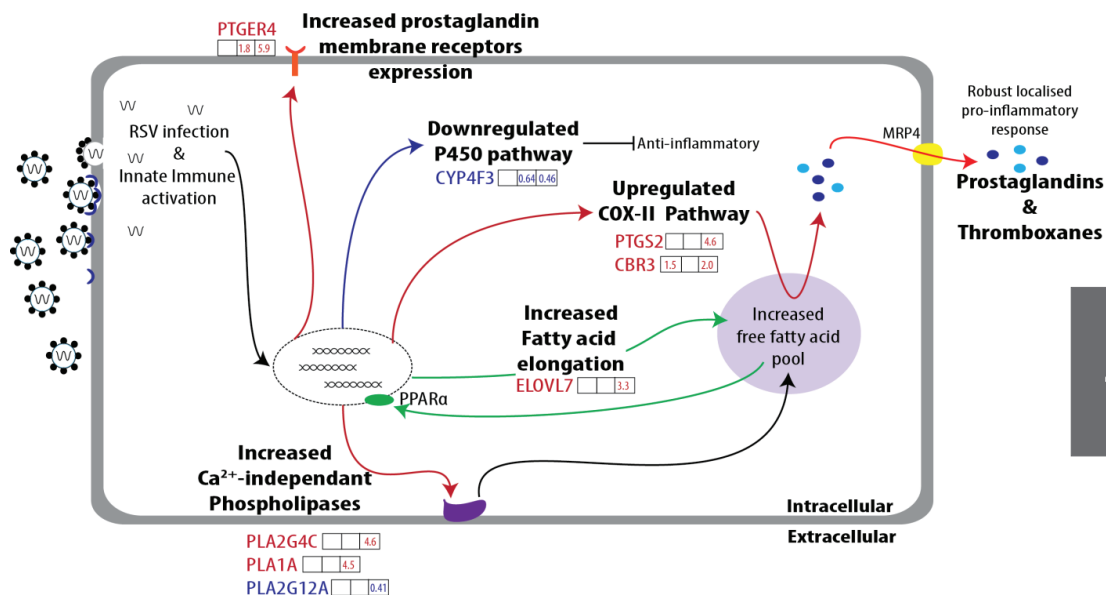 PTGER4
1.8 5.9
Increased prostaglandin
membrane receptors
expression
RSV infection
&
Innate Immune
activation
Downregulated
P450 pathway
CYP4F3 0.64 0.46
Anti-inflammatory
Upregulated
COX-II Pathway
PTGS2 4.6
CBR3 1.5 2.0
MRP4
Robust localised
pro-inflammatory
response
Prostaglandins
&
Thromboxanes
Increased
Fatty acid
elongation
ELOVL7 3.3
Increased
free fatty acid
pool
PPARα
Increased
Ca²⁺-independant
Phospholipases
Intracellular
Extracellular
PLA2G4C 4.6
PLA1A 4.5
PLA2G12A 0.41